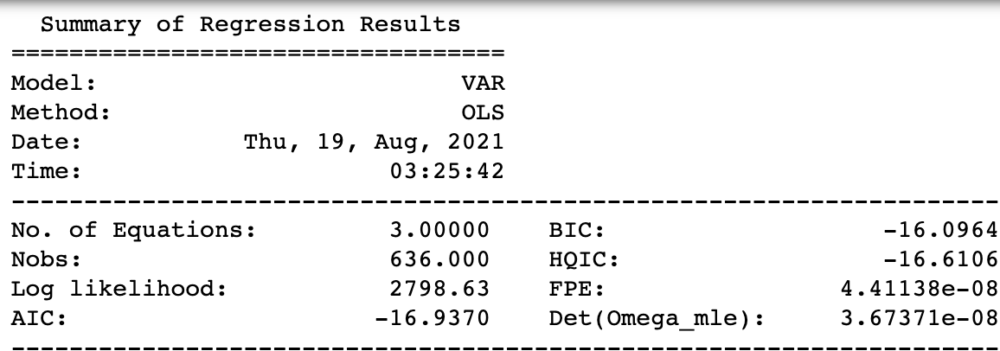 Summary of Regression Results
==================================
Model: VAR
Method: OLS
Date: Thu, 19, Aug, 2021
Time: 03:25:42
--------------------------------------------------------------------
No. of Equations: 3.00000 BIC: -16.0964
Nobs: 636.000 HQIC: -16.6106
Log likelihood: 2798.63 FPE: 4.41138e-08
AIC: -16.9370 Det(Omega_mle): 3.67371e-08
--------------------------------------------------------------------